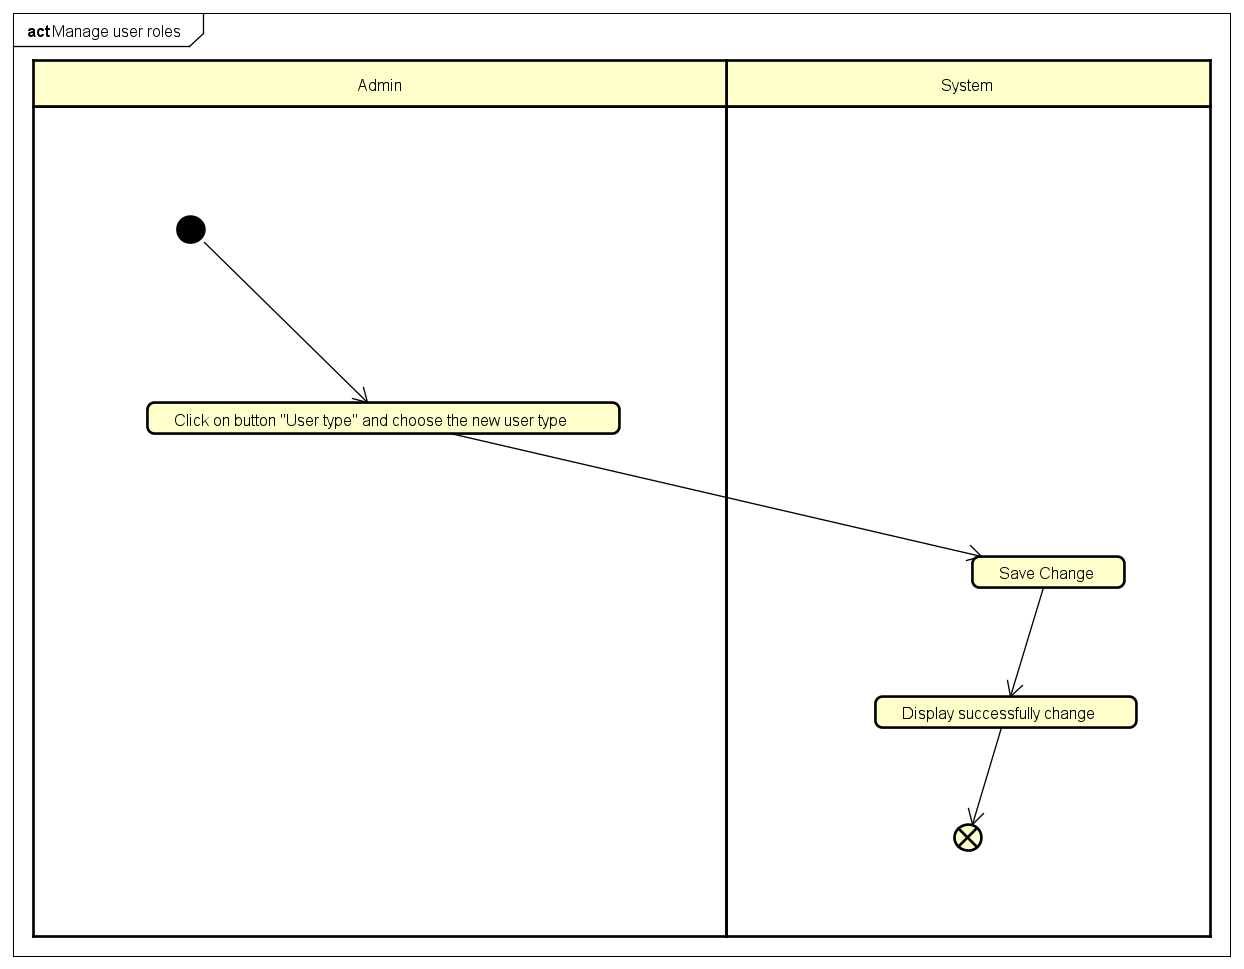 act Manage user roles
Admin
System
Click on button "User type" and choose the new user type
Save Change
Display successfully change